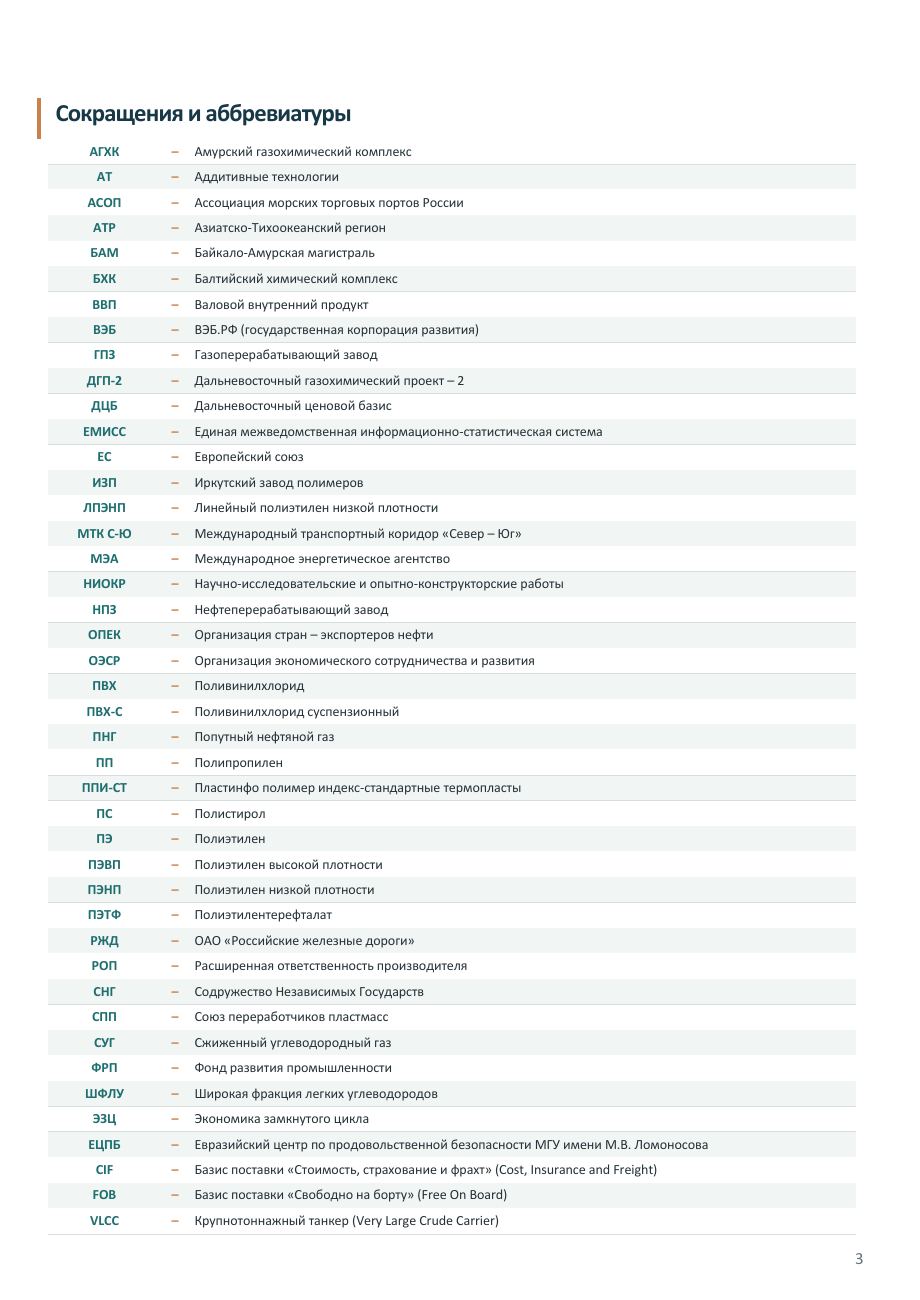 Сокращения и аббревиатуры
АГХК – Амурский газохимический комплекс
АТ – Аддитивные технологии
АСОП – Ассоциация морских торговых портов России
АТР – Азиатско-Тихоокеанский регион
БАМ – Байкало-Амурская магистраль
БХК – Балтийский химический комплекс
ВВП – Валовой внутренний продукт
ВЭБ – ВЭБ.РФ (государственная корпорация развития)
ГПЗ – Газоперерабатывающий завод
ДГП-2 – Дальневосточный газохимический проект – 2
ДЦБ – Дальневосточный ценовой базис
ЕМИСС – Единая межведомственная информационно-статистическая система
ЕС – Европейский союз
ИЗП – Иркутский завод полимеров
ЛПЭНП – Линейный полиэтилен низкой плотности
МТК С-Ю – Международный транспортный коридор «Север – Юг»
МЭА – Международное энергетическое агентство
НИОКР – Научно-исследовательские и опытно-конструкторские работы
НПЗ – Нефтеперерабатывающий завод
ОПЕК – Организация стран – экспортеров нефти
ОЭСР – Организация экономического сотрудничества и развития
ПВХ – Поливинилхлорид
ПВХ-С – Поливинилхлорид суспензионный
ПНГ – Попутный нефтяной газ
ПП – Полипропилен
ППИ-СТ – Пластинфо полимер индекс-стандартные термопласты
ПС – Полистирол
ПЭ – Полиэтилен
ПЭВП – Полиэтилен высокой плотности
ПЭНП – Полиэтилен низкой плотности
ПЭТФ – Полиэтилентерефталат
РЖД – ОАО «Российские железные дороги»
РОП – Расширенная ответственность производителя
СНГ – Содружество Независимых Государств
СПП – Союз переработчиков пластмасс
СУГ – Сжиженный углеводородный газ
ФРП – Фонд развития промышленности
ШФЛУ – Широкая фракция легких углеводородов
ЭЗЦ – Экономика замкнутого цикла
ЕЦПБ – Евразийский центр по продовольственной безопасности МГУ имени М.В. Ломоносова
CIF – Базис поставки «Стоимость, страхование и фрахт» (Cost, Insurance and Freight)
FOB – Базис поставки «Свободно на борту» (Free On Board)
VLCC – Крупнотоннажный танкер (Very Large Crude Carrier)
3